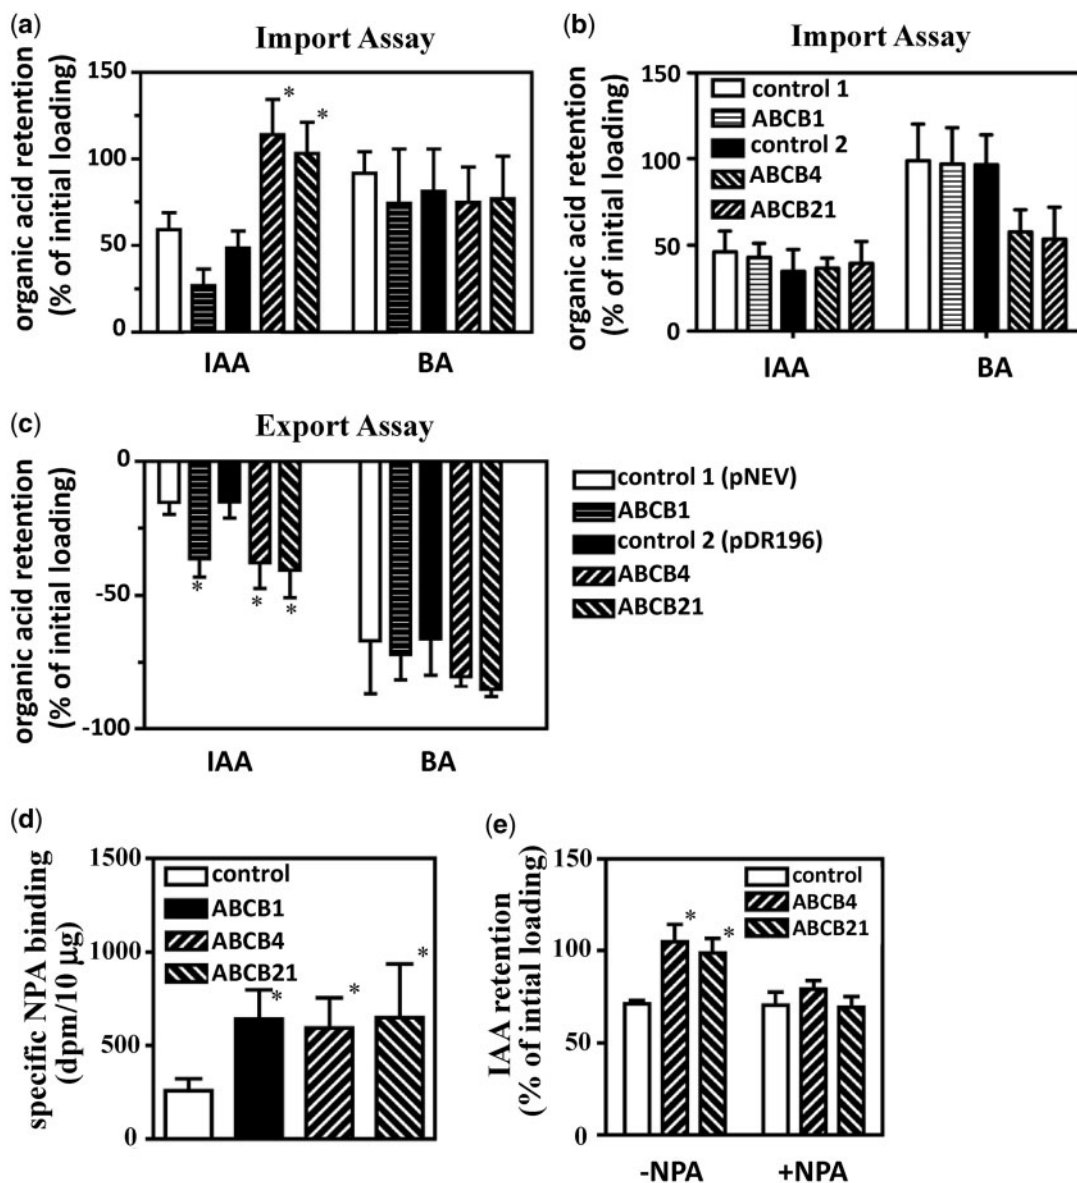 (a)
Import Assay
organic acid retention
(% of initial loading)
150
100
50
0
*
*
IAA
BA
(b)
Import Assay
organic acid retention
(% of initial loading)
150
100
50
0
control 1
ABCB1
control 2
ABCB4
ABCB21
IAA
BA
(c)
Export Assay
organic acid retention
(% of initial loading)
0
-50
-100
*
*
*
IAA
BA
control 1 (pNEV)
ABCB1
control 2 (pDR196)
ABCB4
ABCB21
(d)
specific NPA binding
(dpm/10 µg)
1500
1000
500
0
control
ABCB1
ABCB4
ABCB21
*
*
*
(e)
IAA retention
(% of intial loading)
150
100
50
0
control
ABCB4
ABCB21
*
*
-NPA
+NPA